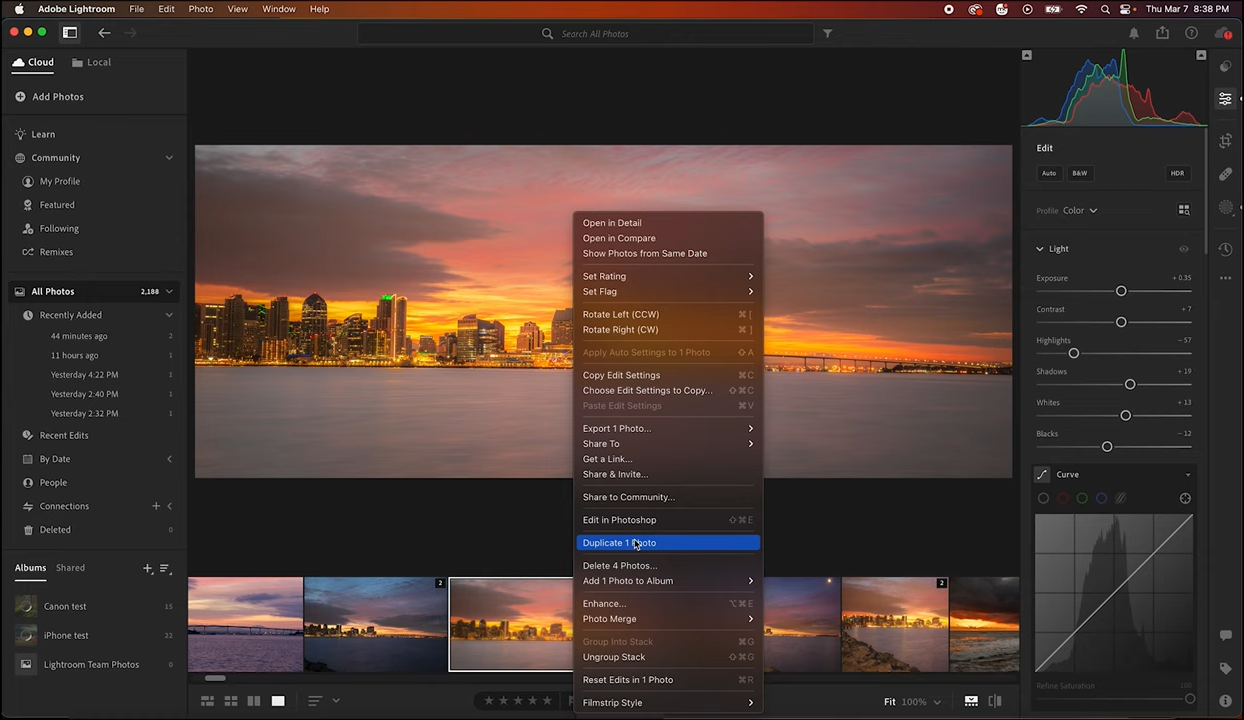 Adobe Lightroom File Edit Photo View Window Help Thu Mar 7 8:38 PM
Search All Photos
Cloud Local
Add Photos
Learn
Community
My Profile
Featured
Following
Remixes
All Photos 2,188
Recently Added
44 minutes ago 2
11 hours ago 1
Yesterday 4:22 PM 1
Yesterday 2:40 PM 1
Yesterday 2:32 PM 1
Recent Edits
By Date
People
Connections
Deleted 0
Albums Shared
Canon test 15
iPhone test 22
Lightroom Team Photos 0
Open in Detail
Open in Compare
Show Photos from Same Date
Set Rating
Set Flag
Rotate Left (CCW) ⌘ [
Rotate Right (CW) ⌘ ]
Apply Auto Settings to 1 Photo ⇧ A
Copy Edit Settings ⌘ C
Choose Edit Settings to Copy... ⇧ ⌘ C
Paste Edit Settings ⌘ V
Export 1 Photo...
Share To
Get a Link...
Share & Invite...
Share to Community...
Edit in Photoshop ⇧ ⌘ E
Duplicate 1 Photo
Delete 4 Photos...
Add 1 Photo to Album
Enhance... ⌥ ⌘ E
Photo Merge
Group Into Stack ⌘ G
Ungroup Stack ⇧ ⌘ G
Reset Edits in 1 Photo ⌘ R
Filmstrip Style
2
2
Fit 100%
Edit
Auto B&W HDR
Profile Color
Light
Exposure + 0.35
Contrast + 7
Highlights − 57
Shadows + 19
Whites + 13
Blacks − 12
Curve
Refine Saturation 100